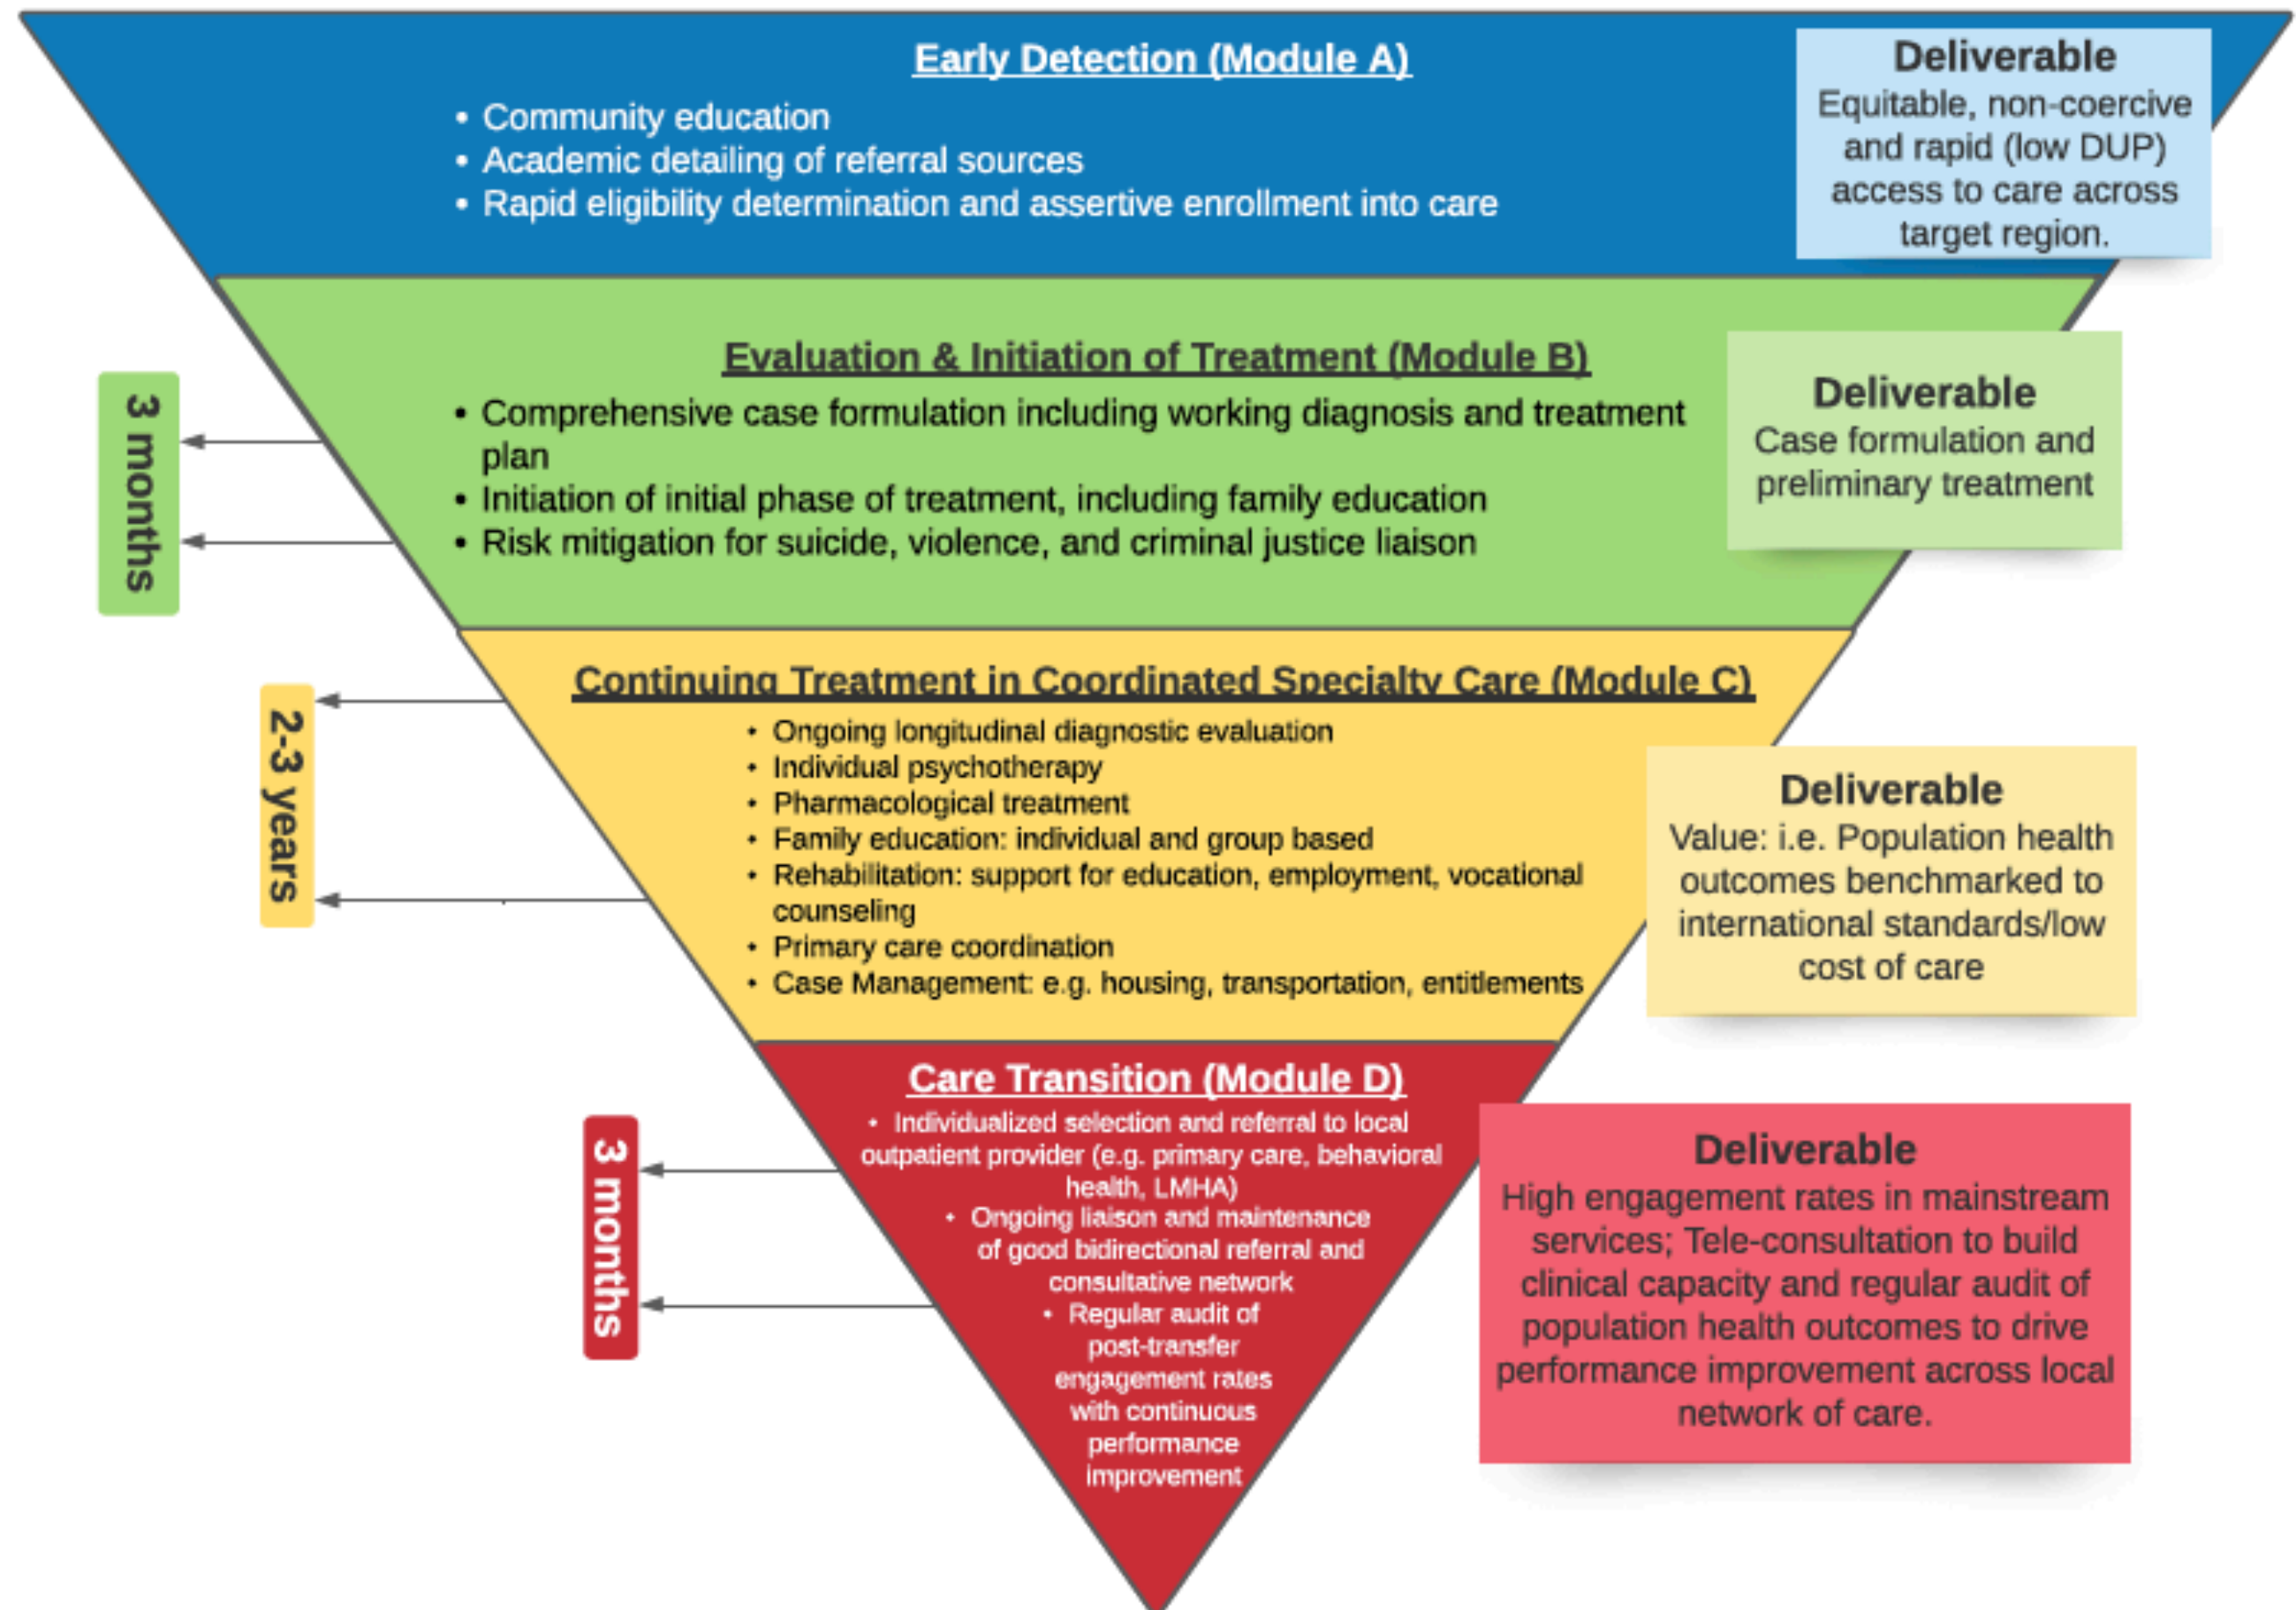 Early Detection (Module A)
• Community education
• Academic detailing of referral sources
• Rapid eligibility determination and assertive enrollment into care
Deliverable
Equitable, non-coercive
and rapid (low DUP)
access to care across
target region.
Evaluation & Initiation of Treatment (Module B)
• Comprehensive case formulation including working diagnosis and treatment
plan
• Initiation of initial phase of treatment, including family education
• Risk mitigation for suicide, violence, and criminal justice liaison
3 months
Deliverable
Case formulation and
preliminary treatment
Continuing Treatment in Coordinated Specialty Care (Module C)
• Ongoing longitudinal diagnostic evaluation
• Individual psychotherapy
• Pharmacological treatment
• Family education: individual and group based
• Rehabilitation: support for education, employment, vocational
counseling
• Primary care coordination
• Case Management: e.g. housing, transportation, entitlements
2-3 years
Deliverable
Value: i.e. Population health
outcomes benchmarked to
international standards/low
cost of care
Care Transition (Module D)
• Individualized selection and referral to local
outpatient provider (e.g. primary care, behavioral
health, LMHA)
• Ongoing liaison and maintenance
of good bidirectional referral and
consultative network
• Regular audit of
post-transfer
engagement rates
with continuous
performance
improvement
3 months
Deliverable
High engagement rates in mainstream
services; Tele-consultation to build
clinical capacity and regular audit of
population health outcomes to drive
performance improvement across local
network of care.